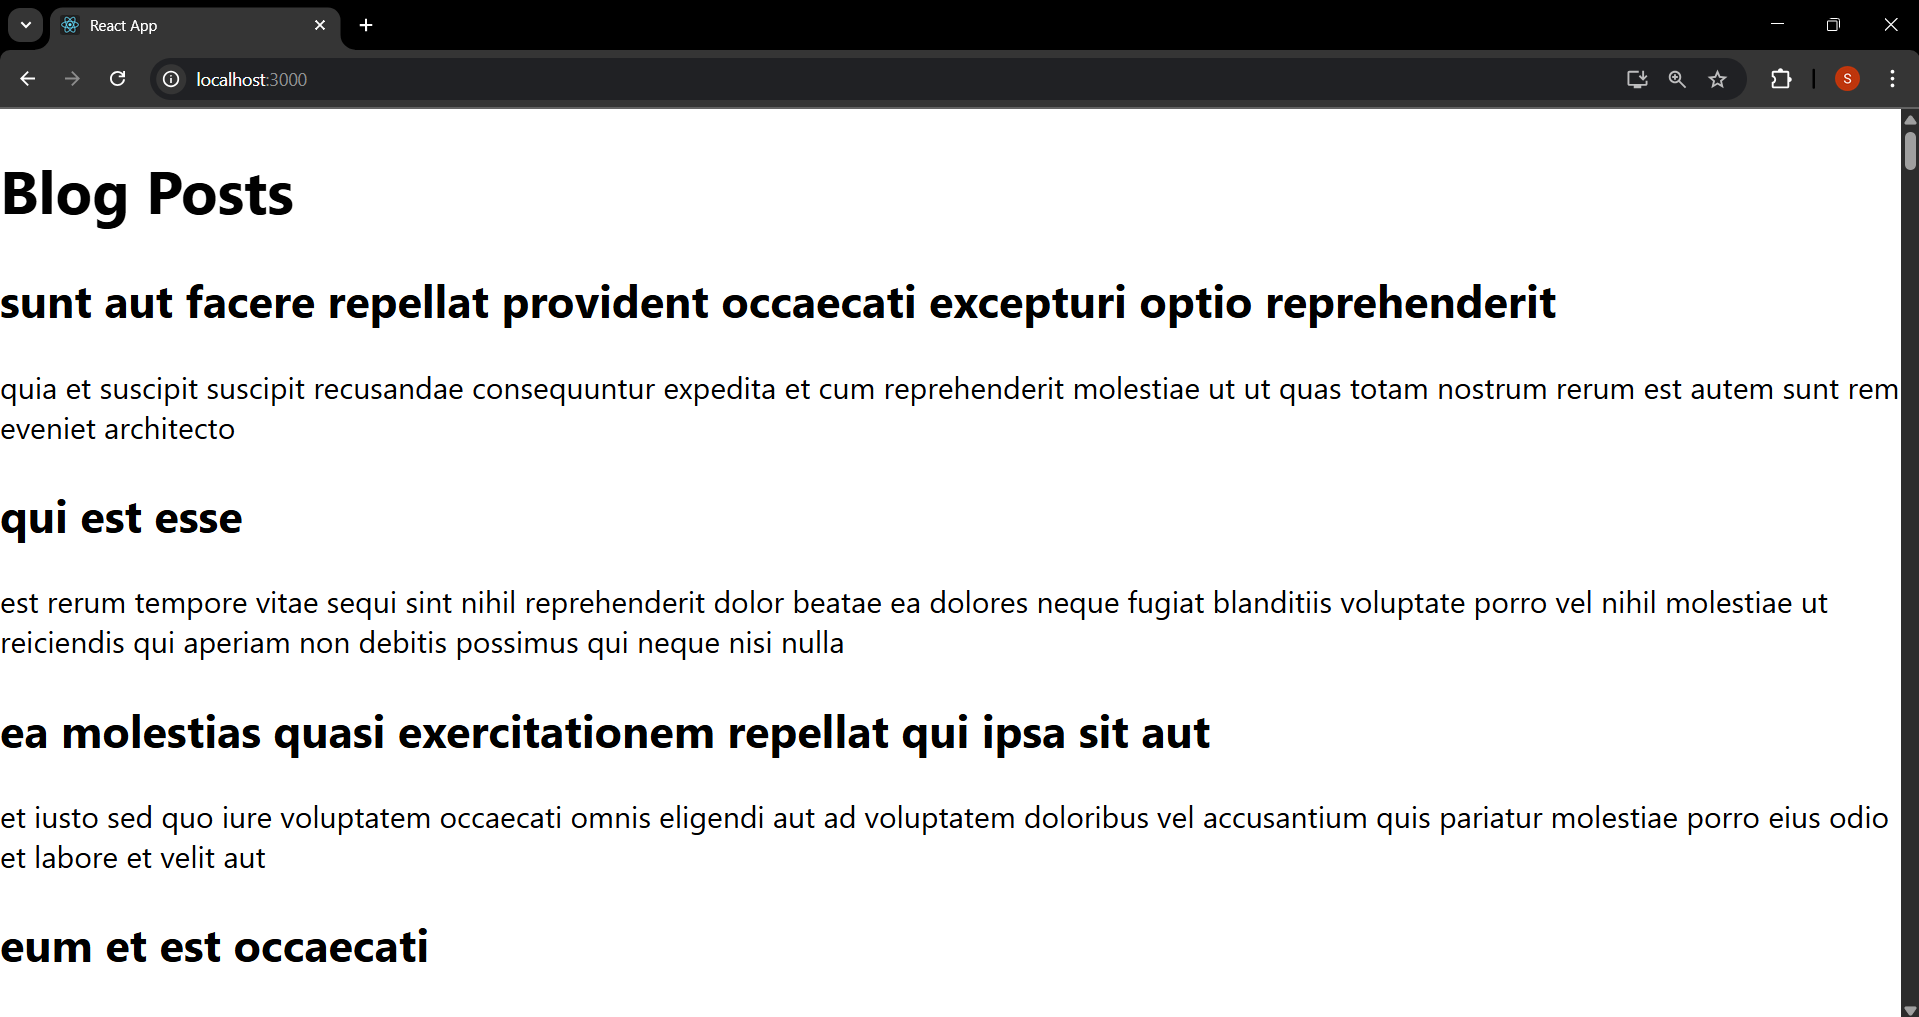 React App
localhost:3000
S
Blog Posts
sunt aut facere repellat provident occaecati excepturi optio reprehenderit
quia et suscipit suscipit recusandae consequuntur expedita et cum reprehenderit molestiae ut ut quas totam nostrum rerum est autem sunt rem
eveniet architecto
qui est esse
est rerum tempore vitae sequi sint nihil reprehenderit dolor beatae ea dolores neque fugiat blanditiis voluptate porro vel nihil molestiae ut
reiciendis qui aperiam non debitis possimus qui neque nisi nulla
ea molestias quasi exercitationem repellat qui ipsa sit aut
et iusto sed quo iure voluptatem occaecati omnis eligendi aut ad voluptatem doloribus vel accusantium quis pariatur molestiae porro eius odio
et labore et velit aut
eum et est occaecati